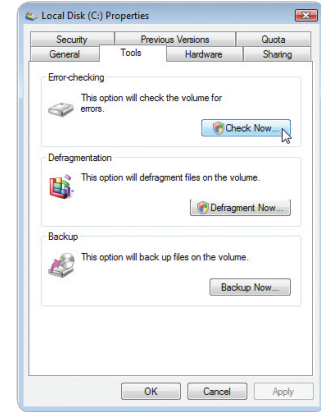 Local Disk (C:) Properties
Security Previous Versions Quota
General Tools Hardware Sharing
Error-checking
This option will check the volume for
errors.
Check Now...
Defragmentation
This option will defragment files on the volume.
Defragment Now...
Backup
This option will back up files on the volume.
Backup Now...
OK Cancel Apply